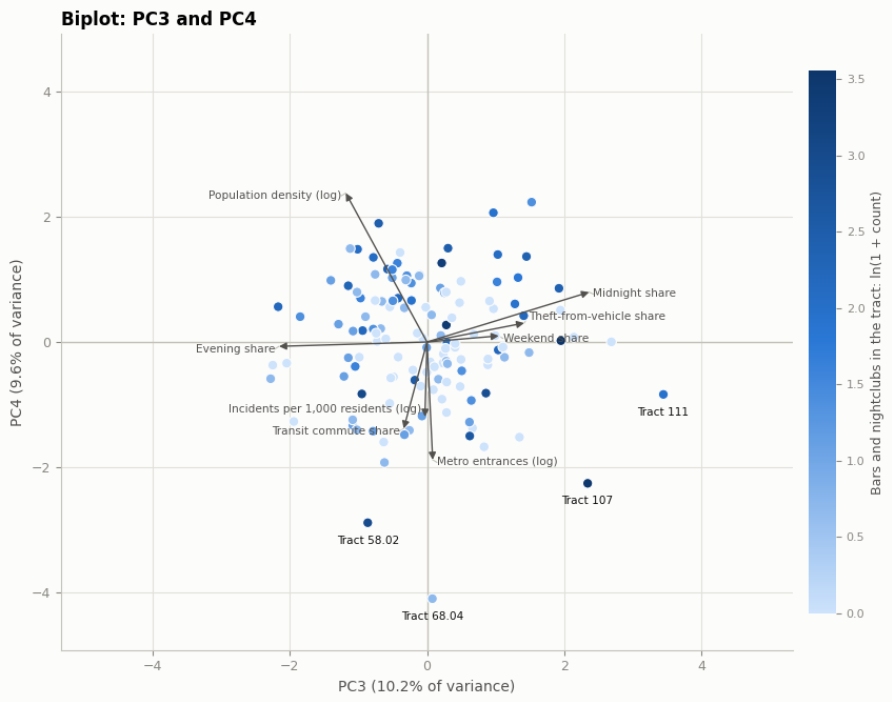 Biplot: PC3 and PC4
PC4 (9.6% of variance)
4
2
0
−2
−4
Population density (log)
Midnight share
Theft-from-vehicle share
Weekend share
Evening share
Incidents per 1,000 residents (log)
Transit commute share
Metro entrances (log)
Tract 111
Tract 107
Tract 58.02
Tract 68.04
−4
−2
0
2
4
PC3 (10.2% of variance)
3.5
3.0
2.5
2.0
1.5
1.0
0.5
0.0
Bars and nightclubs in the tract: ln(1 + count)